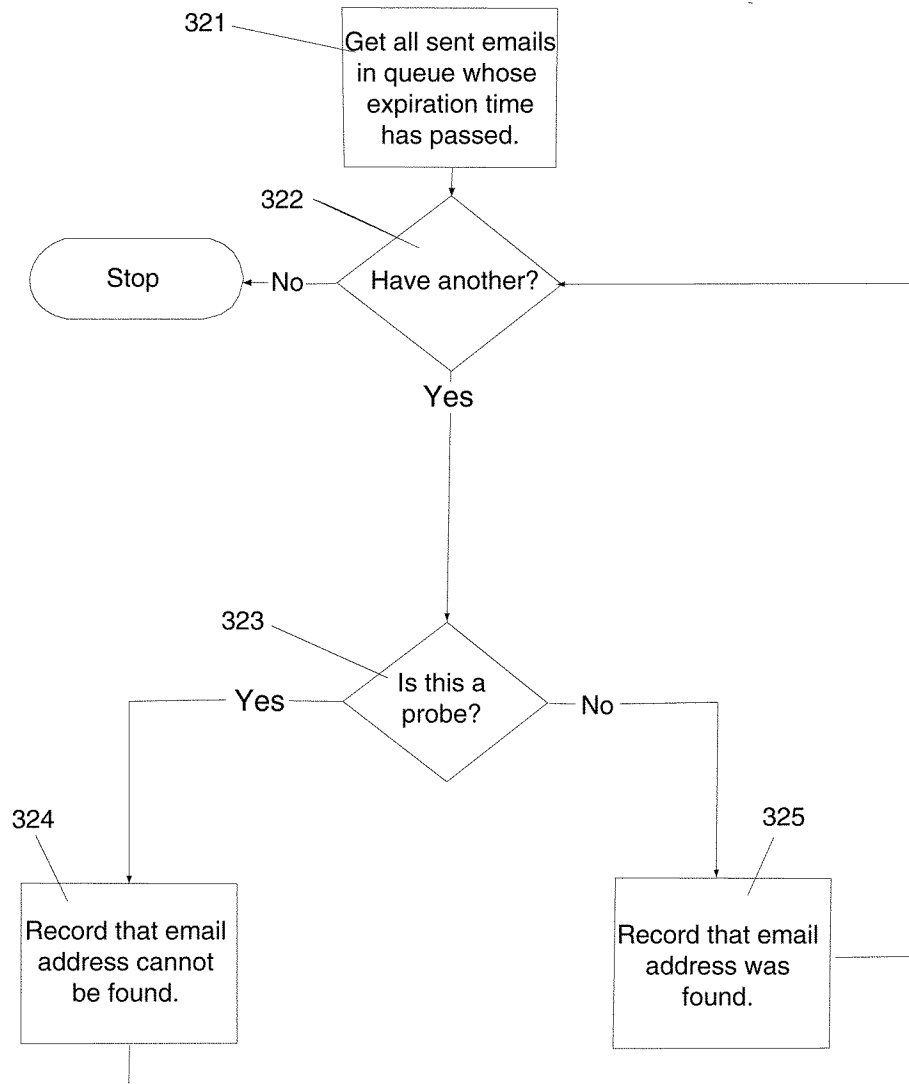 321
Get all sent emails
in queue whose
expiration time
has passed.
322
Stop
No
Have another?
Yes
323
Is this a
probe?
Yes
No
324
325
Record that email
address cannot
be found.
Record that email
address was
found.